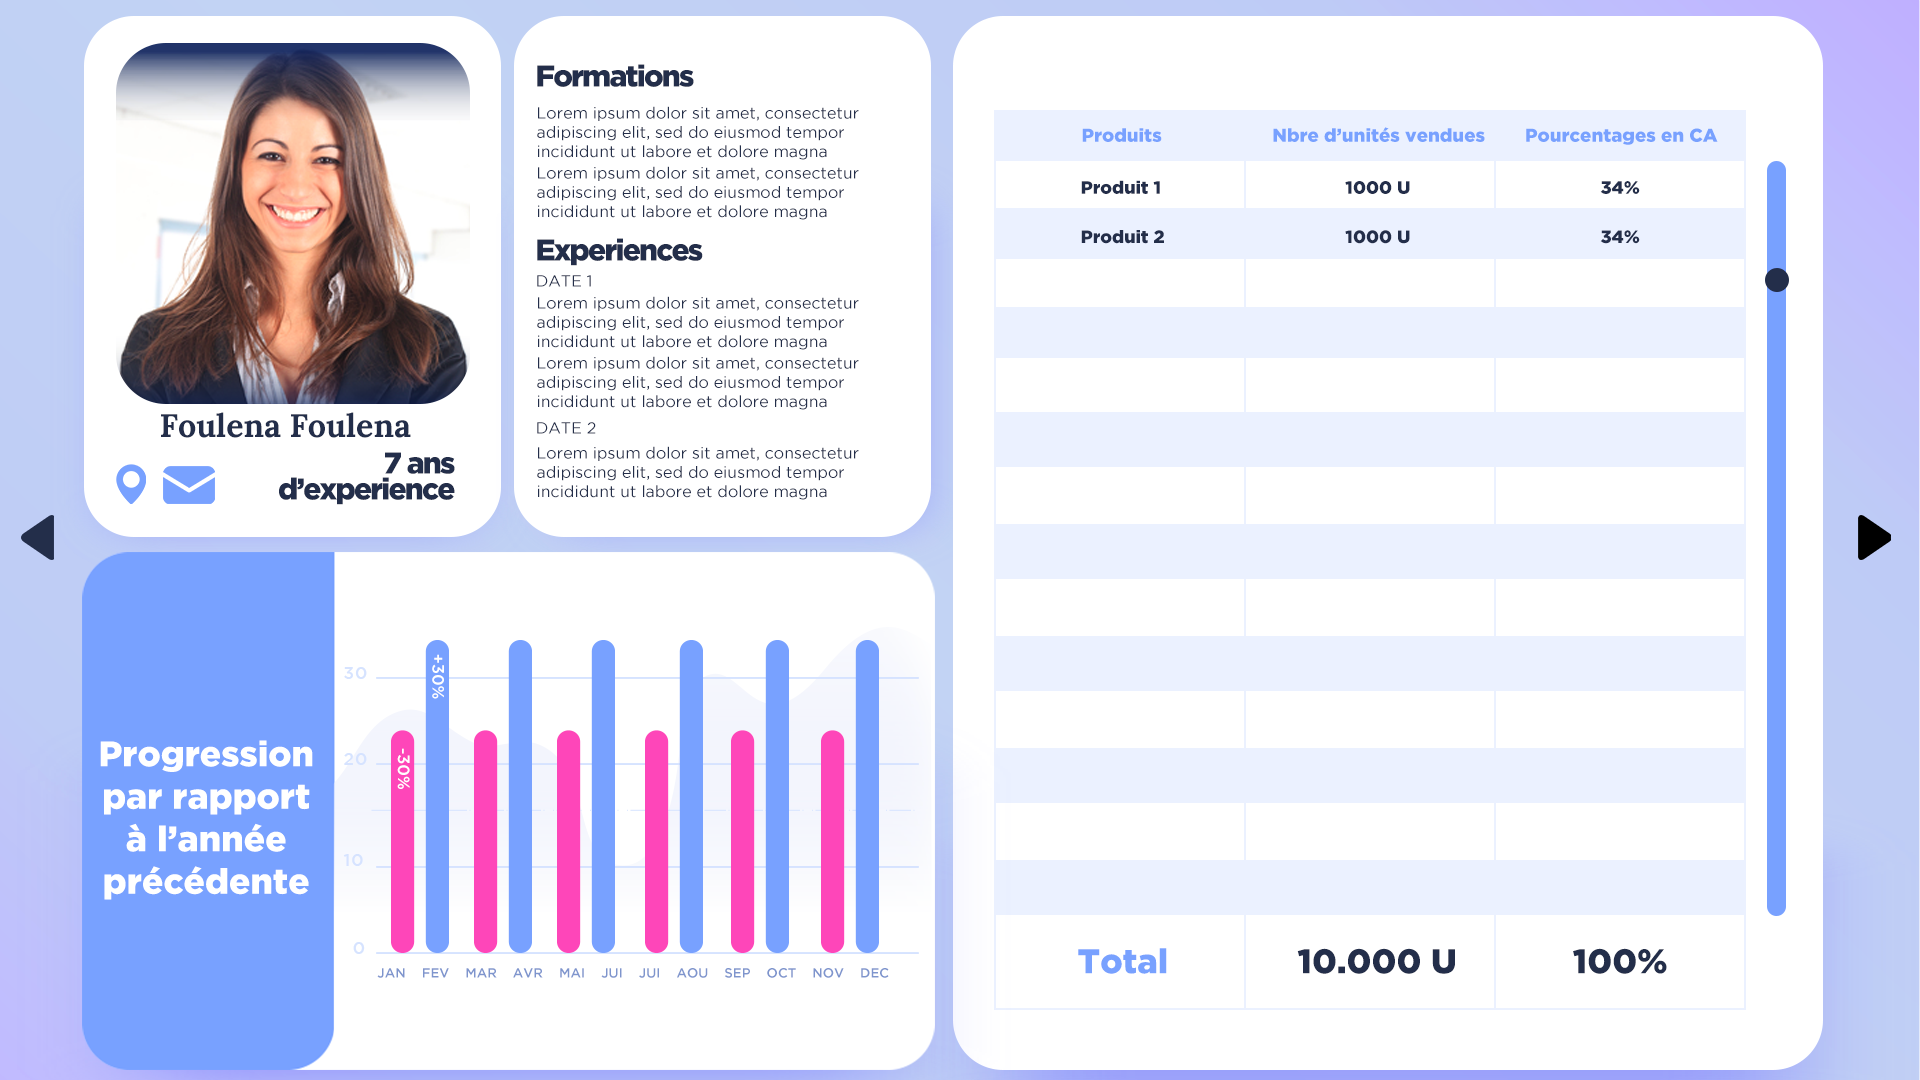 Foulena Foulena
7 ans
d’experience
Formations
Lorem ipsum dolor sit amet, consectetur
adipiscing elit, sed do eiusmod tempor
incididunt ut labore et dolore magna
Lorem ipsum dolor sit amet, consectetur
adipiscing elit, sed do eiusmod tempor
incididunt ut labore et dolore magna
Experiences
DATE 1
Lorem ipsum dolor sit amet, consectetur
adipiscing elit, sed do eiusmod tempor
incididunt ut labore et dolore magna
Lorem ipsum dolor sit amet, consectetur
adipiscing elit, sed do eiusmod tempor
incididunt ut labore et dolore magna
DATE 2
Lorem ipsum dolor sit amet, consectetur
adipiscing elit, sed do eiusmod tempor
incididunt ut labore et dolore magna
Progression
par rapport
à l’année
précédente
30
20
10
0
-30%
+30%
JAN FEV MAR AVR MAI JUI JUI AOU SEP OCT NOV DEC
Produits Nbre d’unités vendues Pourcentages en CA
Produit 1 1000 U 34%
Produit 2 1000 U 34%
Total 10.000 U 100%